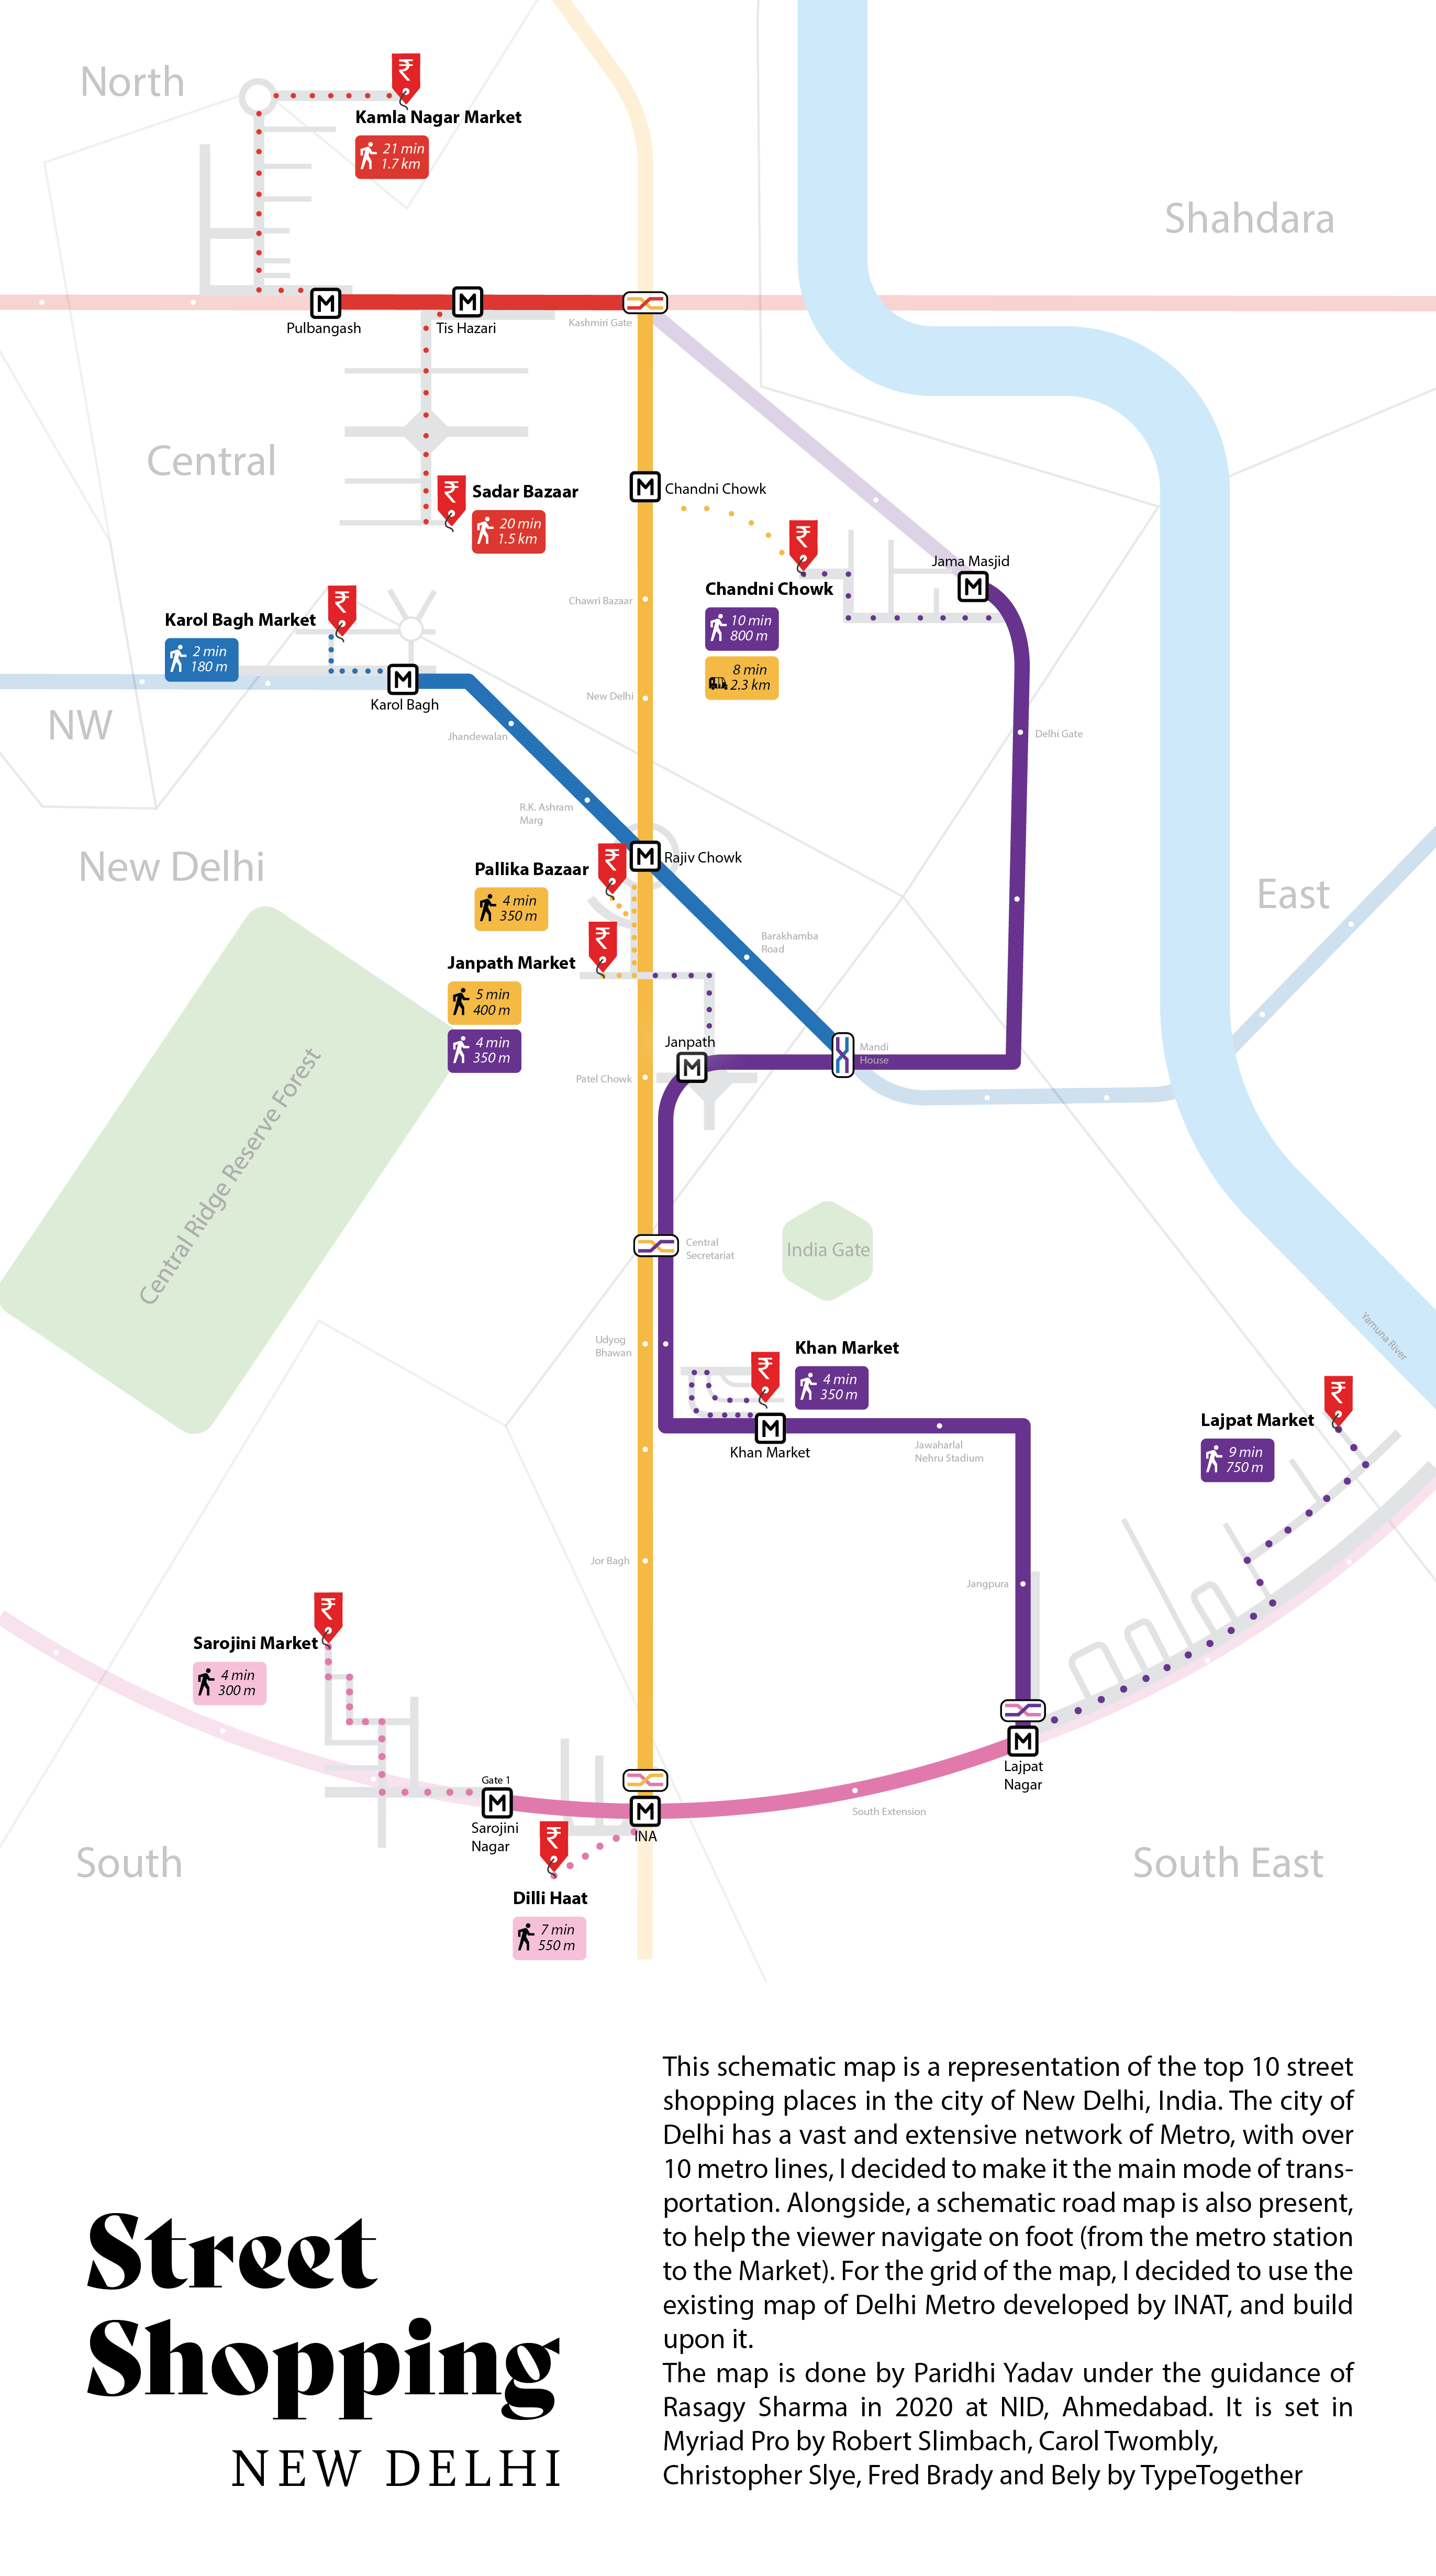 North
₹
Kamla Nagar Market
21 min
1.7 km
Shahdara
M
Pulbangash
M
Tis Hazari
Kashmiri Gate
Central
₹
Sadar Bazaar
20 min
1.5 km
M
Chandni Chowk
₹
Chandni Chowk
10 min
800 m
8 min
2.3 km
Jama Masjid
M
Chawri Bazaar
₹
Karol Bagh Market
2 min
180 m
M
Karol Bagh
New Delhi
NW
Jhandewalan
Delhi Gate
R.K. Ashram
Marg
New Delhi
₹
Pallika Bazaar
4 min
350 m
M
Rajiv Chowk
East
₹
Janpath Market
5 min
400 m
4 min
350 m
Barakhamba
Road
Janpath
M
Mandi
House
Patel Chowk
Central Ridge Reserve Forest
Central
Secretariat
India Gate
Udyog
Bhawan
₹
Khan Market
4 min
350 m
M
Khan Market
Jawaharlal
Nehru Stadium
Yamuna River
₹
Lajpat Market
9 min
750 m
Jor Bagh
Jangpura
₹
Sarojini Market
4 min
300 m
Gate 1
M
Sarojini
Nagar
M
INA
South Extension
M
Lajpat
Nagar
South
₹
Dilli Haat
7 min
550 m
South East
Street
Shopping
NEW DELHI
This schematic map is a representation of the top 10 street
shopping places in the city of New Delhi, India. The city of
Delhi has a vast and extensive network of Metro, with over
10 metro lines, I decided to make it the main mode of trans-
portation. Alongside, a schematic road map is also present,
to help the viewer navigate on foot (from the metro station
to the Market). For the grid of the map, I decided to use the
existing map of Delhi Metro developed by INAT, and build
upon it.
The map is done by Paridhi Yadav under the guidance of
Rasagy Sharma in 2020 at NID, Ahmedabad. It is set in
Myriad Pro by Robert Slimbach, Carol Twombly,
Christopher Slye, Fred Brady and Bely by TypeTogether